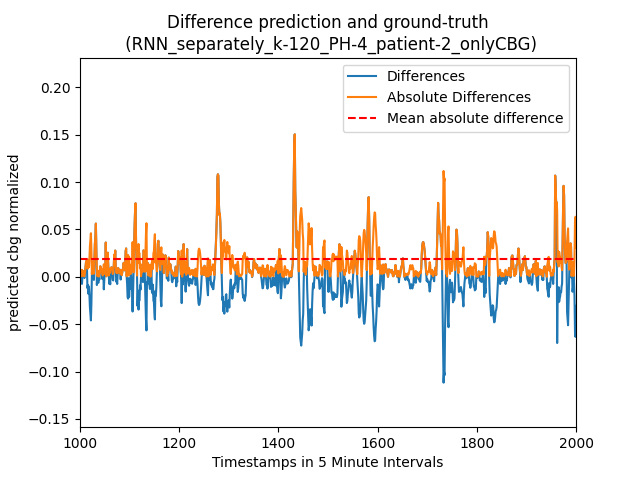 Difference prediction and ground-truth
(RNN_separately_k-120_PH-4_patient-2_onlyCBG)
Differences
Absolute Differences
Mean absolute difference
predicted cbg normalized
0.20
0.15
0.10
0.05
0.00
−0.05
−0.10
−0.15
1000 1200 1400 1600 1800 2000
Timestamps in 5 Minute Intervals